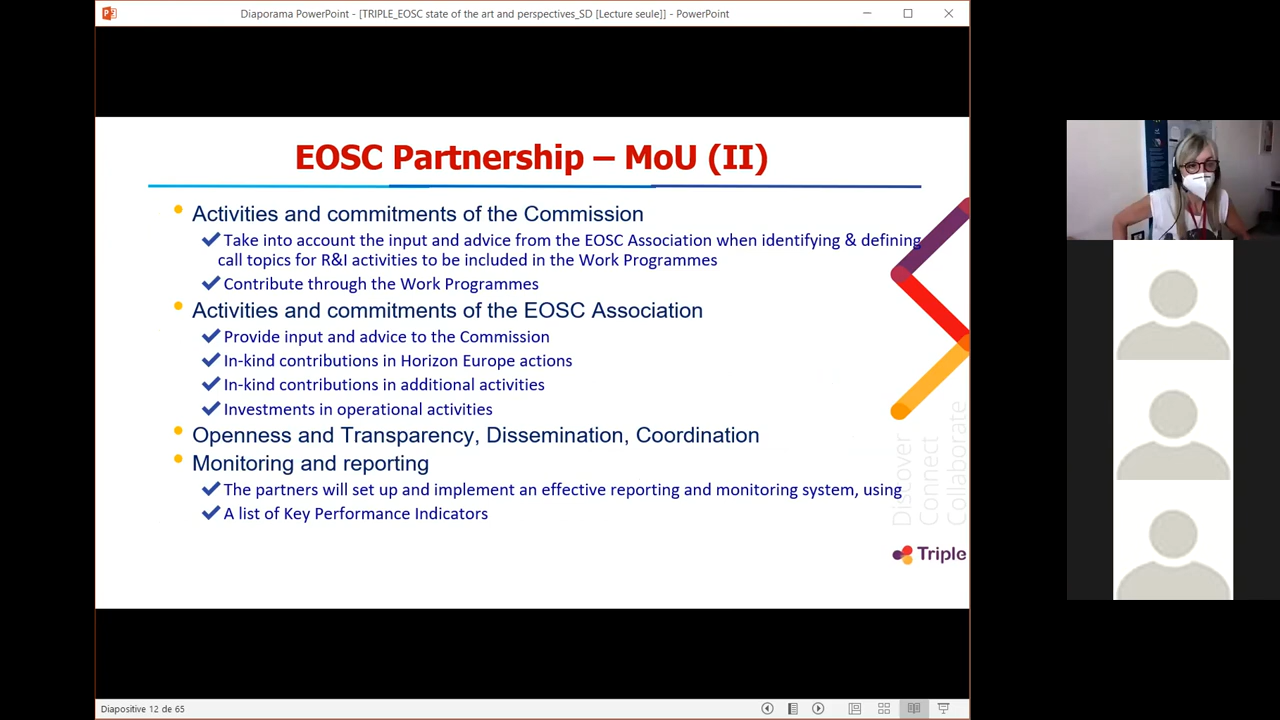 Diaporama PowerPoint - [TRIPLE_EOSC state of the art and perspectives_SD [Lecture seule]] - PowerPoint
EOSC Partnership – MoU (II)
Activities and commitments of the Commission
Take into account the input and advice from the EOSC Association when identifying & defining
call topics for R&I activities to be included in the Work Programmes
Contribute through the Work Programmes
Activities and commitments of the EOSC Association
Provide input and advice to the Commission
In-kind contributions in Horizon Europe actions
In-kind contributions in additional activities
Investments in operational activities
Openness and Transparency, Dissemination, Coordination
Monitoring and reporting
The partners will set up and implement an effective reporting and monitoring system, using
A list of Key Performance Indicators
Discover
Connect
Collaborate
Triple
Diapositive 12 de 65